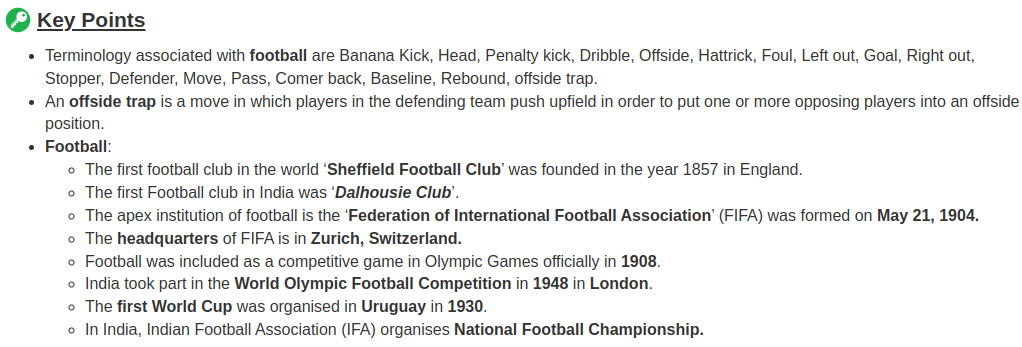 Key Points
• Terminology associated with football are Banana Kick, Head, Penalty kick, Dribble, Offside, Hattrick, Foul, Left out, Goal, Right out,
Stopper, Defender, Move, Pass, Comer back, Baseline, Rebound, offside trap.
• An offside trap is a move in which players in the defending team push upfield in order to put one or more opposing players into an offside
position.
• Football:
◦ The first football club in the world ‘Sheffield Football Club’ was founded in the year 1857 in England.
◦ The first Football club in India was ‘Dalhousie Club’.
◦ The apex institution of football is the ‘Federation of International Football Association’ (FIFA) was formed on May 21, 1904.
◦ The headquarters of FIFA is in Zurich, Switzerland.
◦ Football was included as a competitive game in Olympic Games officially in 1908.
◦ India took part in the World Olympic Football Competition in 1948 in London.
◦ The first World Cup was organised in Uruguay in 1930.
◦ In India, Indian Football Association (IFA) organises National Football Championship.